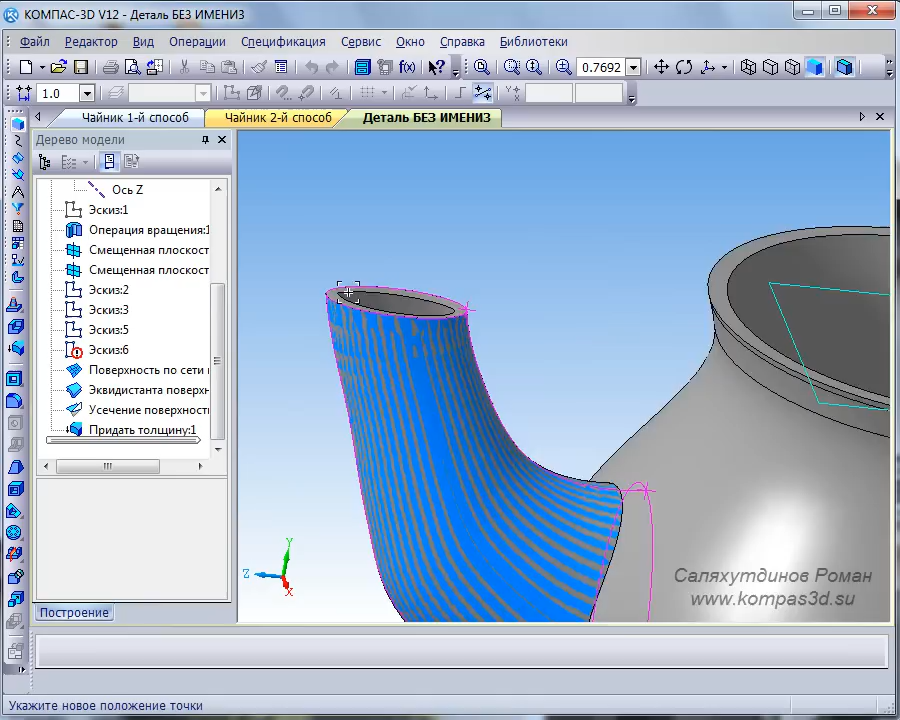 КОМПАС-3D V12 - Деталь БЕЗ ИМЕНИ3
Файл Редактор Вид Операции Спецификация Сервис Окно Справка Библиотеки
f(x) 0.7692
1.0
Чайник 1-й способ Чайник 2-й способ Деталь БЕЗ ИМЕНИ3
Дерево модели
Ось Z
Эскиз:1
Операция вращения:1
Смещенная плоскост
Смещенная плоскост
Эскиз:2
Эскиз:3
Эскиз:5
Эскиз:6
Поверхность по сети
Эквидистанта поверхн
Усечение поверхност
Придать толщину:1
Y
Z
X
Саляхутдинов Роман
www.kompas3d.su
Построение
Укажите новое положение точки